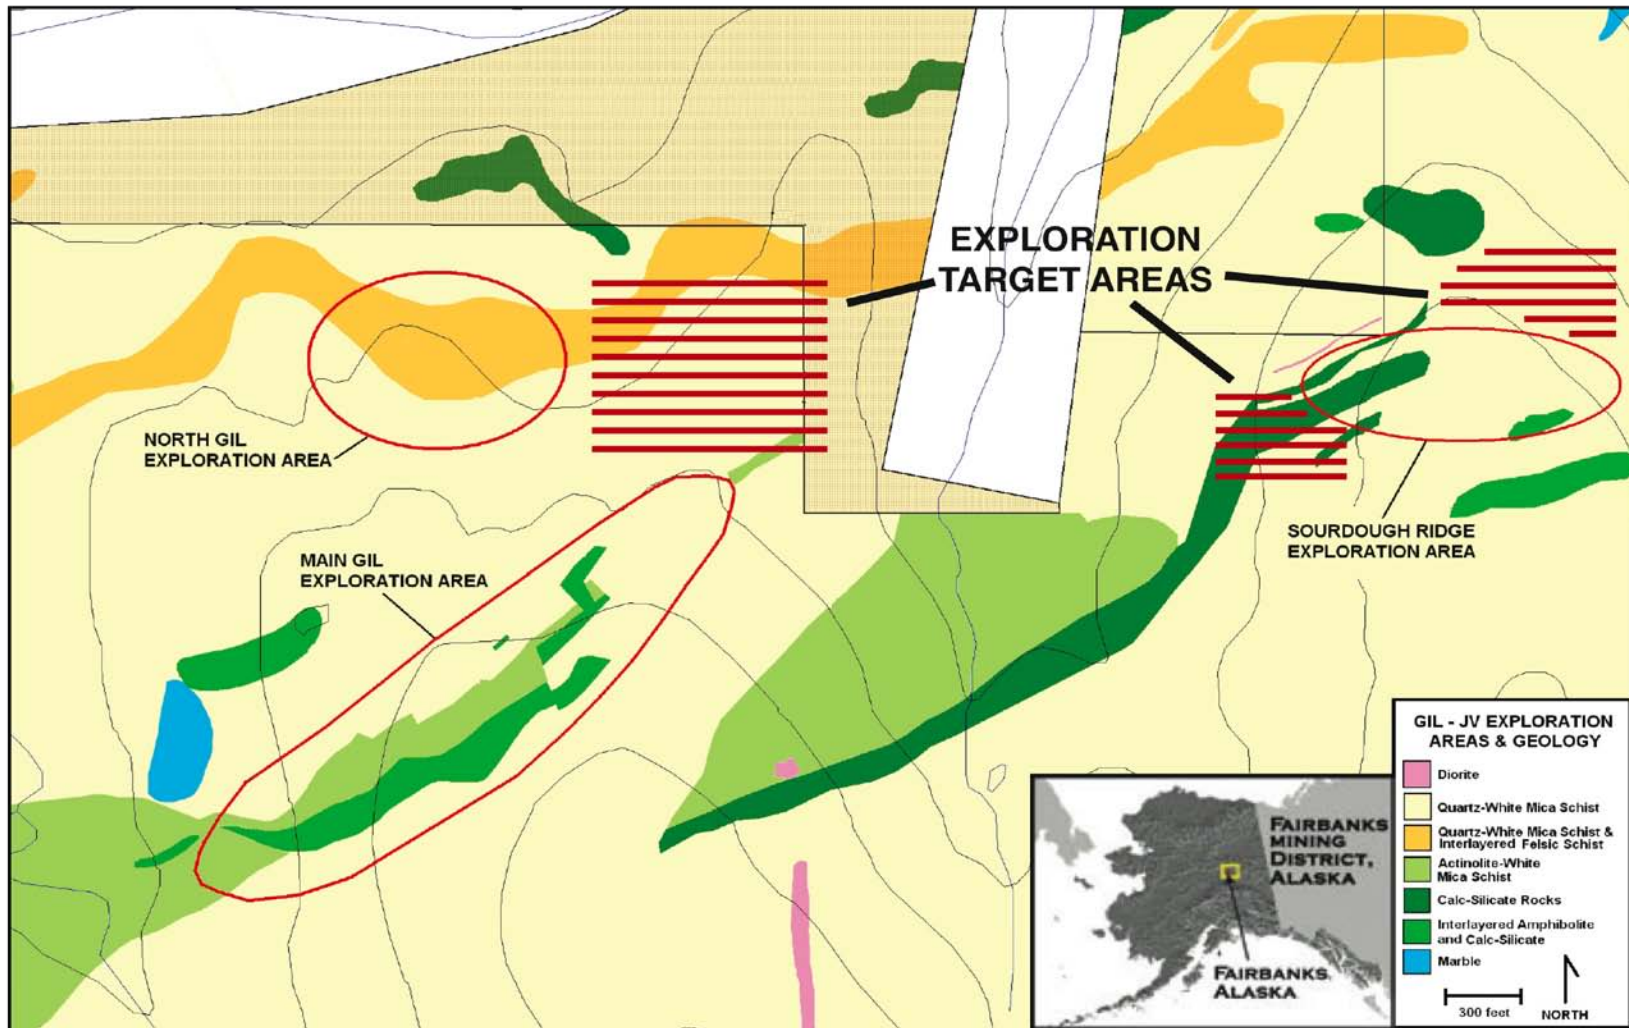 EXPLORATION
TARGET AREAS
NORTH GIL
EXPLORATION AREA
MAIN GIL
EXPLORATION AREA
SOURDOUGH RIDGE
EXPLORATION AREA
GIL - JV EXPLORATION
AREAS & GEOLOGY
Diorite
Quartz-White Mica Schist
Quartz-White Mica Schist &
Interlayered Felsic Schist
Actinolite-White
Mica Schist
Calc-Silicate Rocks
Interlayered Amphibolite
and Calc-Silicate
Marble
300 feet
NORTH
FAIRBANKS
MINING
DISTRICT,
ALASKA
FAIRBANKS,
ALASKA